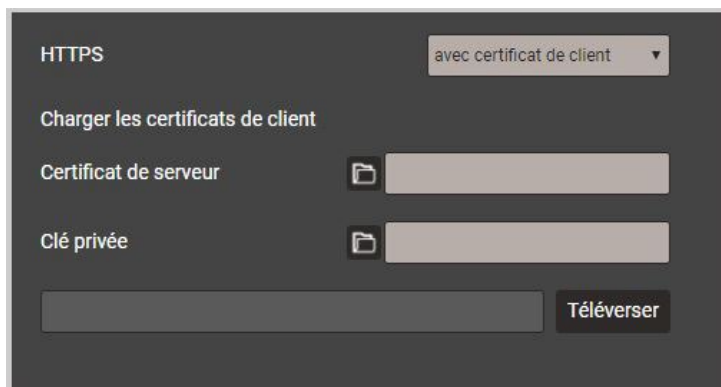 HTTPS
avec certificat de client
Charger les certificats de client
Certificat de serveur
Clé privée
Téléverser